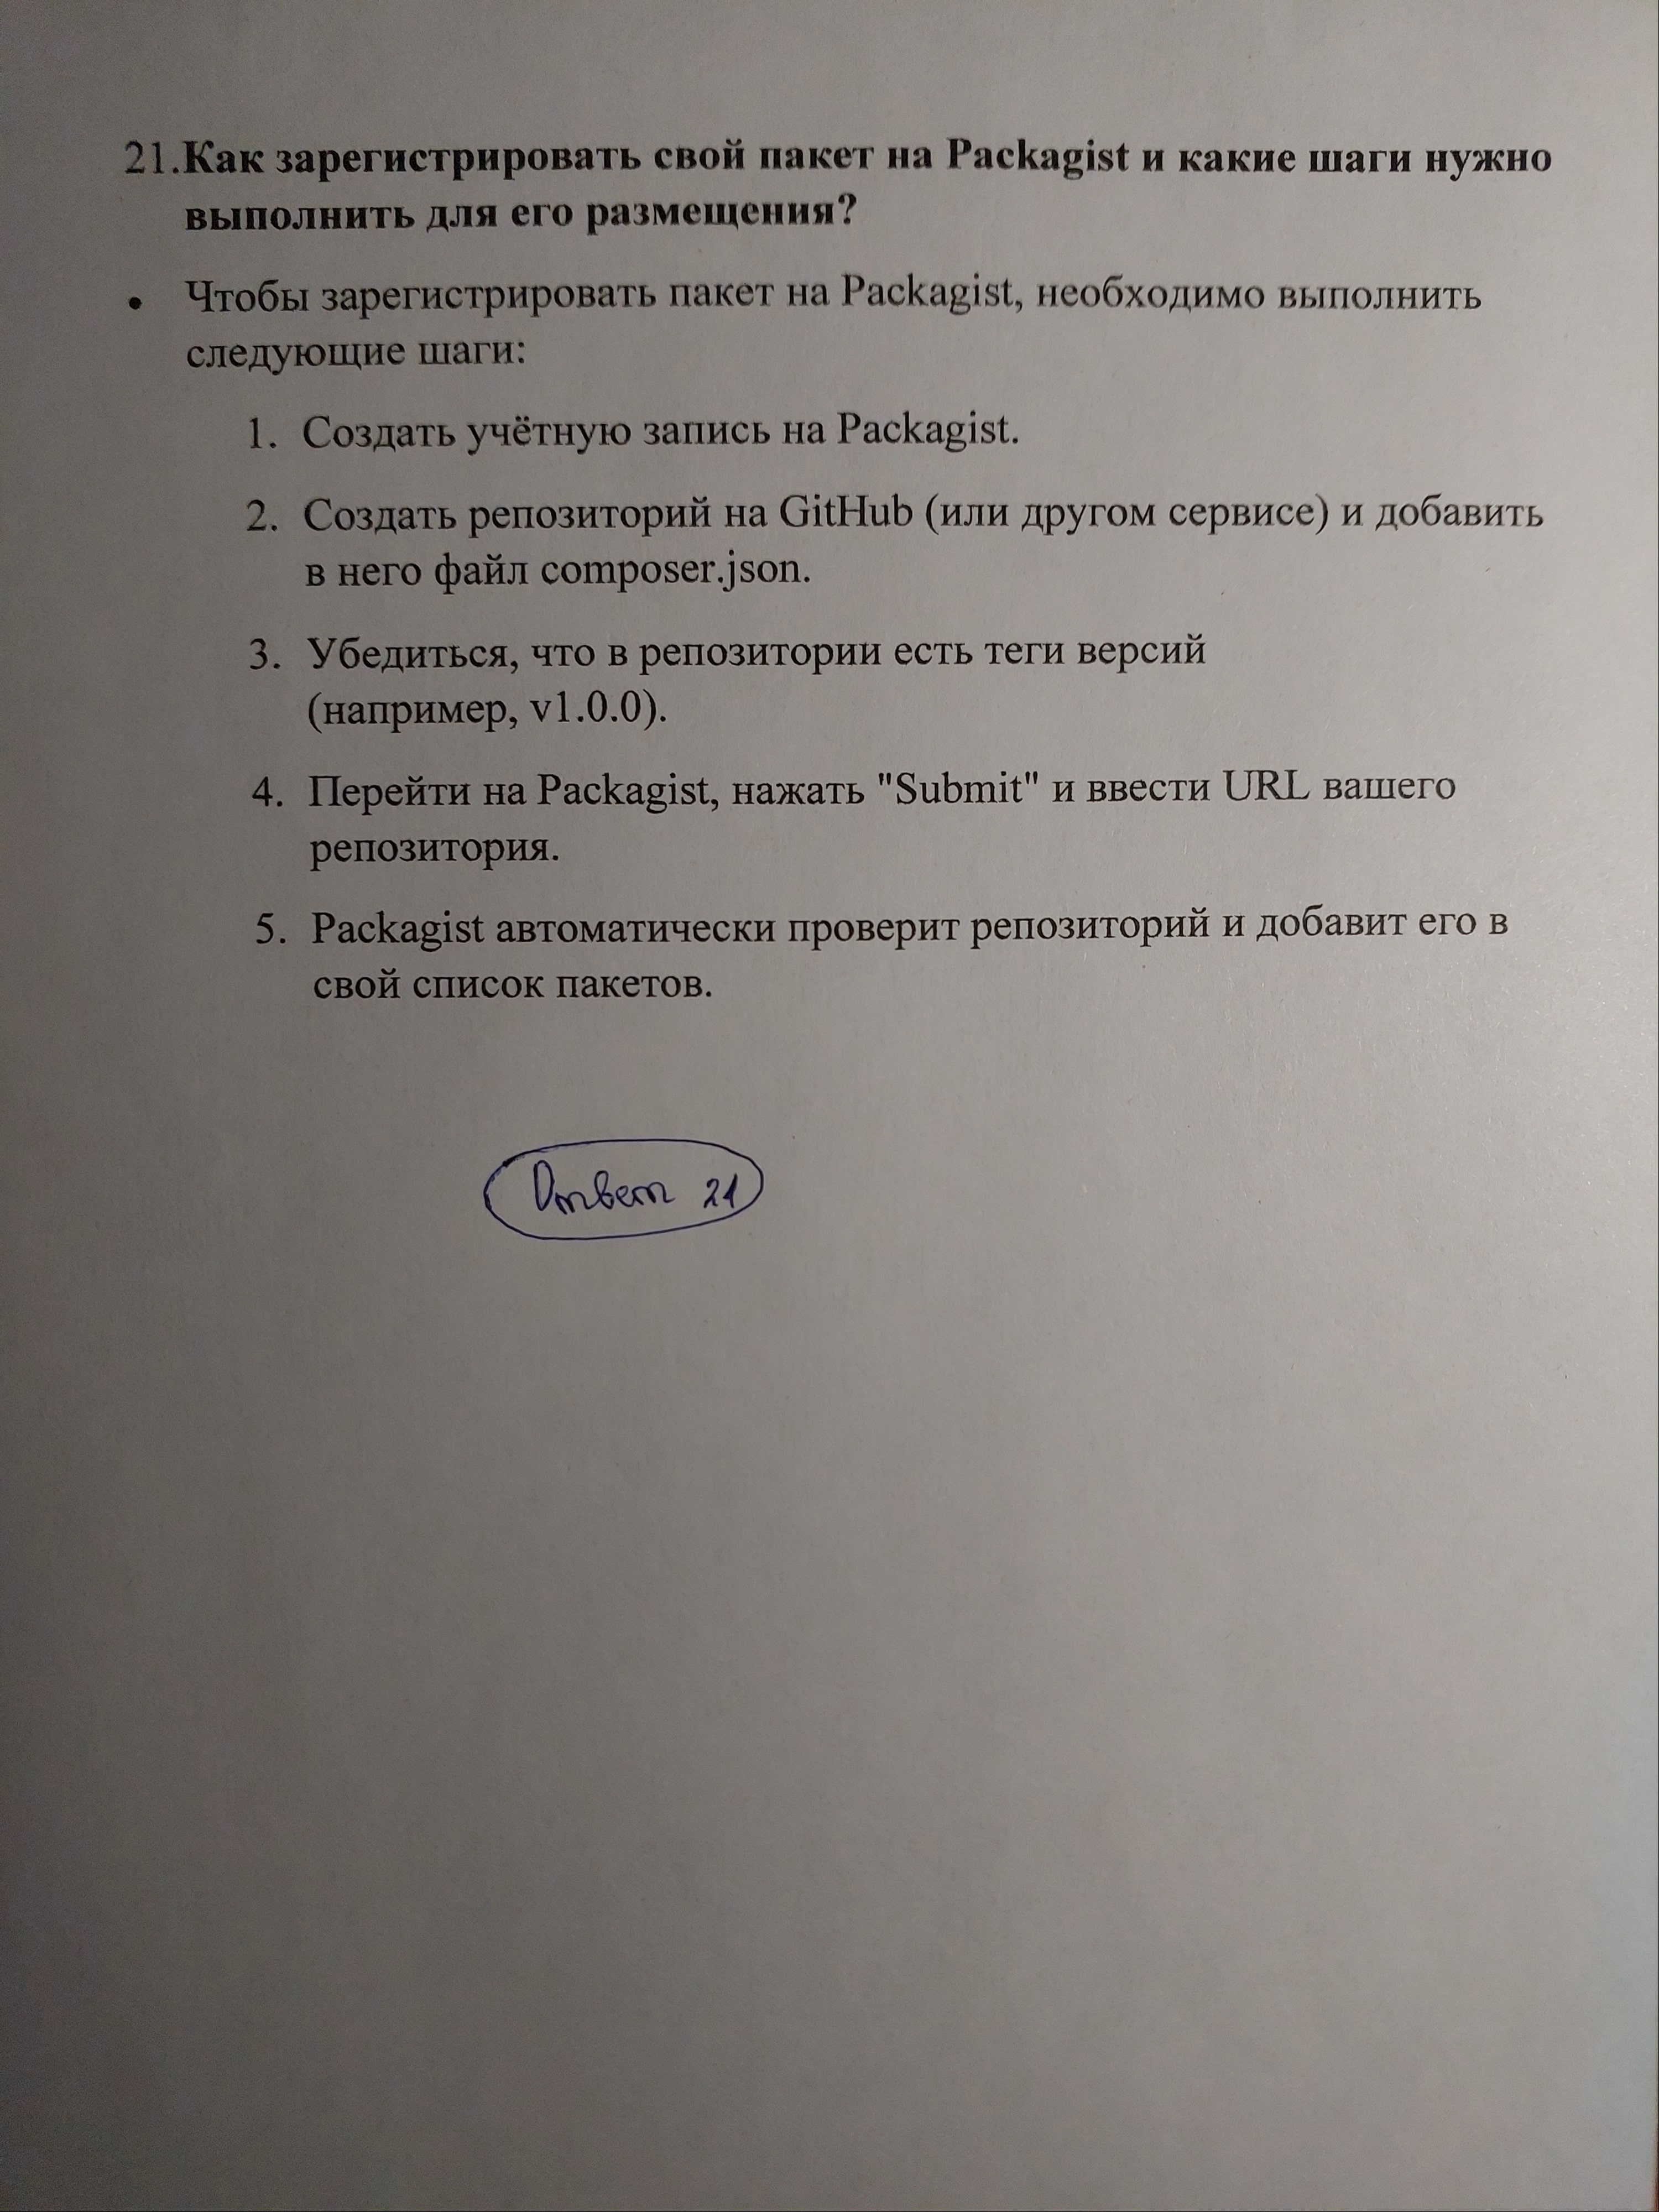 21.Как зарегистрировать свой пакет на Packagist и какие шаги нужно
выполнить для его размещения?
• Чтобы зарегистрировать пакет на Packagist, необходимо выполнить
следующие шаги:
1. Создать учётную запись на Packagist.
2. Создать репозиторий на GitHub (или другом сервисе) и добавить
в него файл composer.json.
3. Убедиться, что в репозитории есть теги версий
(например, v1.0.0).
4. Перейти на Packagist, нажать "Submit" и ввести URL вашего
репозитория.
5. Packagist автоматически проверит репозиторий и добавит его в
свой список пакетов.
Ответ 21